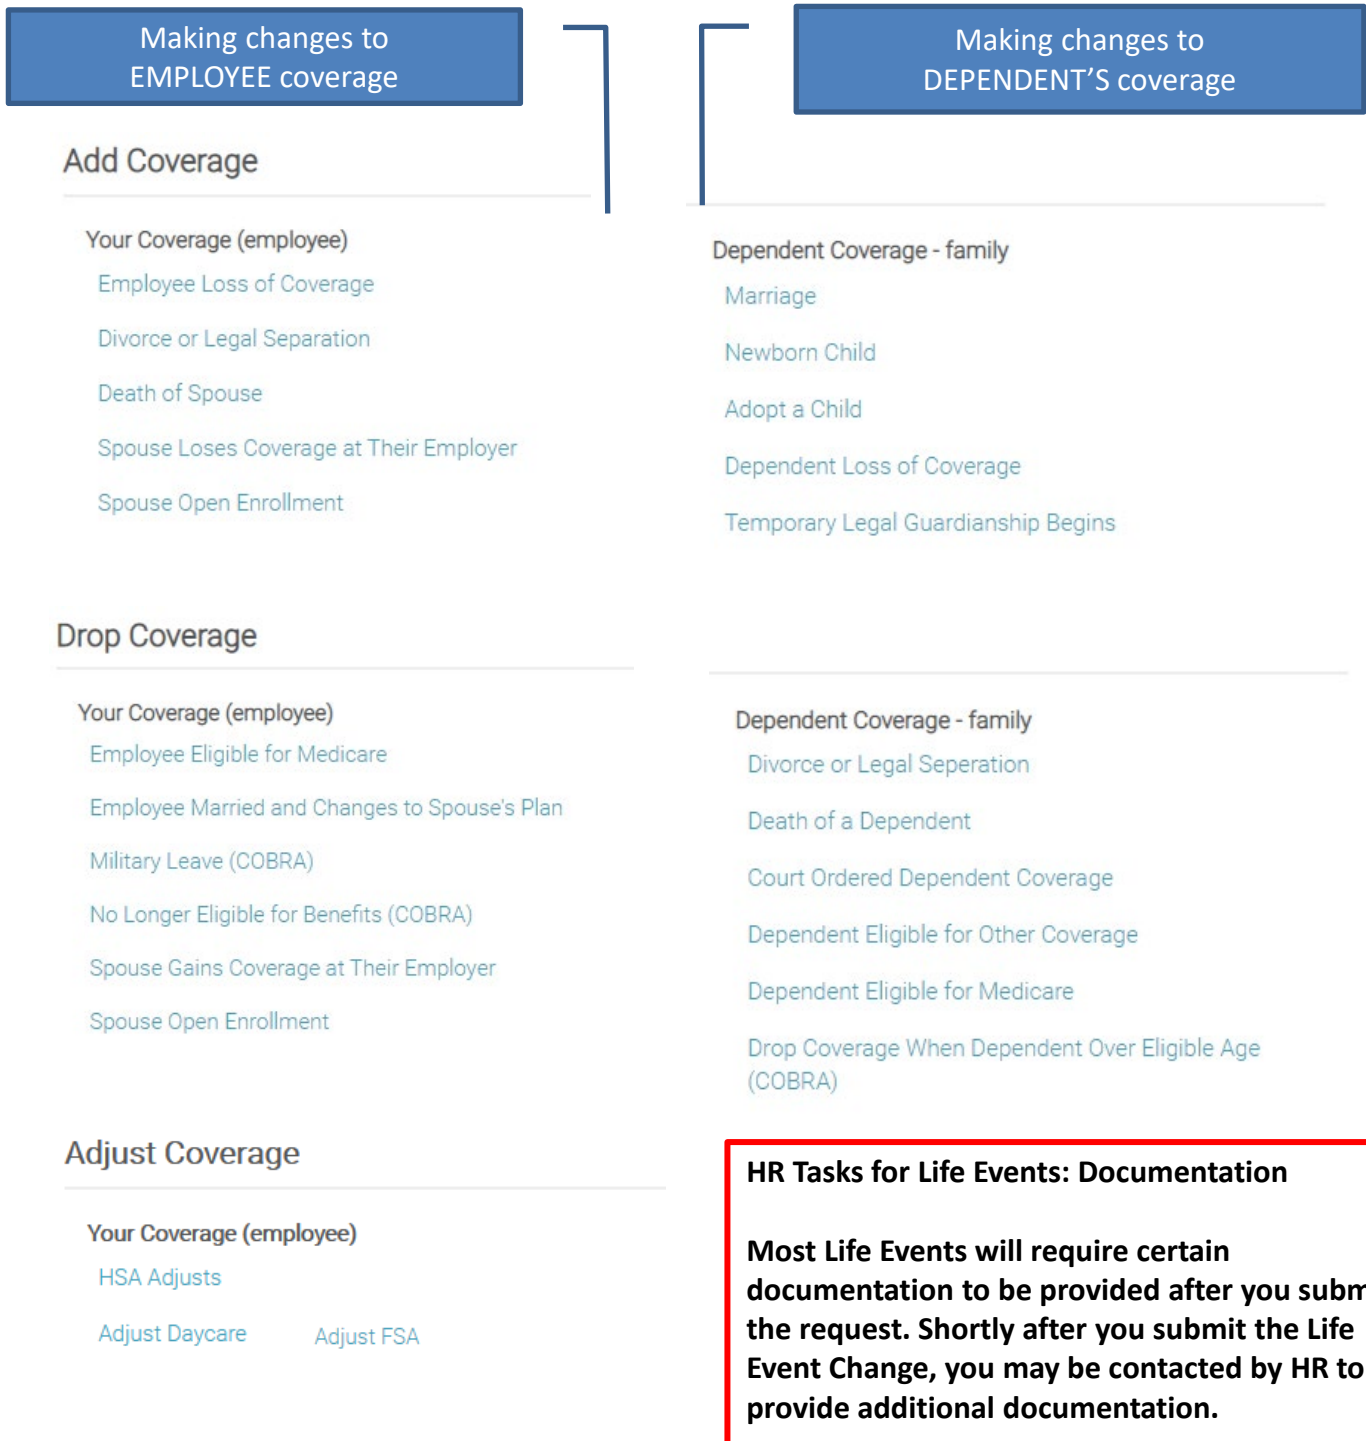 Making changes to
EMPLOYEE coverage
Making changes to
DEPENDENT'S coverage
Add Coverage
Your Coverage (employee)
Employee Loss of Coverage
Divorce or Legal Separation
Death of Spouse
Spouse Loses Coverage at Their Employer
Spouse Open Enrollment
Dependent Coverage - family
Marriage
Newborn Child
Adopt a Child
Dependent Loss of Coverage
Temporary Legal Guardianship Begins
Drop Coverage
Your Coverage (employee)
Employee Eligible for Medicare
Employee Married and Changes to Spouse's Plan
Military Leave (COBRA)
No Longer Eligible for Benefits (COBRA)
Spouse Gains Coverage at Their Employer
Spouse Open Enrollment
Dependent Coverage - family
Divorce or Legal Seperation
Death of a Dependent
Court Ordered Dependent Coverage
Dependent Eligible for Other Coverage
Dependent Eligible for Medicare
Drop Coverage When Dependent Over Eligible Age
(COBRA)
Adjust Coverage
Your Coverage (employee)
HSA Adjusts
Adjust Daycare Adjust FSA
HR Tasks for Life Events: Documentation
Most Life Events will require certain
documentation to be provided after you subm
the request. Shortly after you submit the Life
Event Change, you may be contacted by HR to
provide additional documentation.